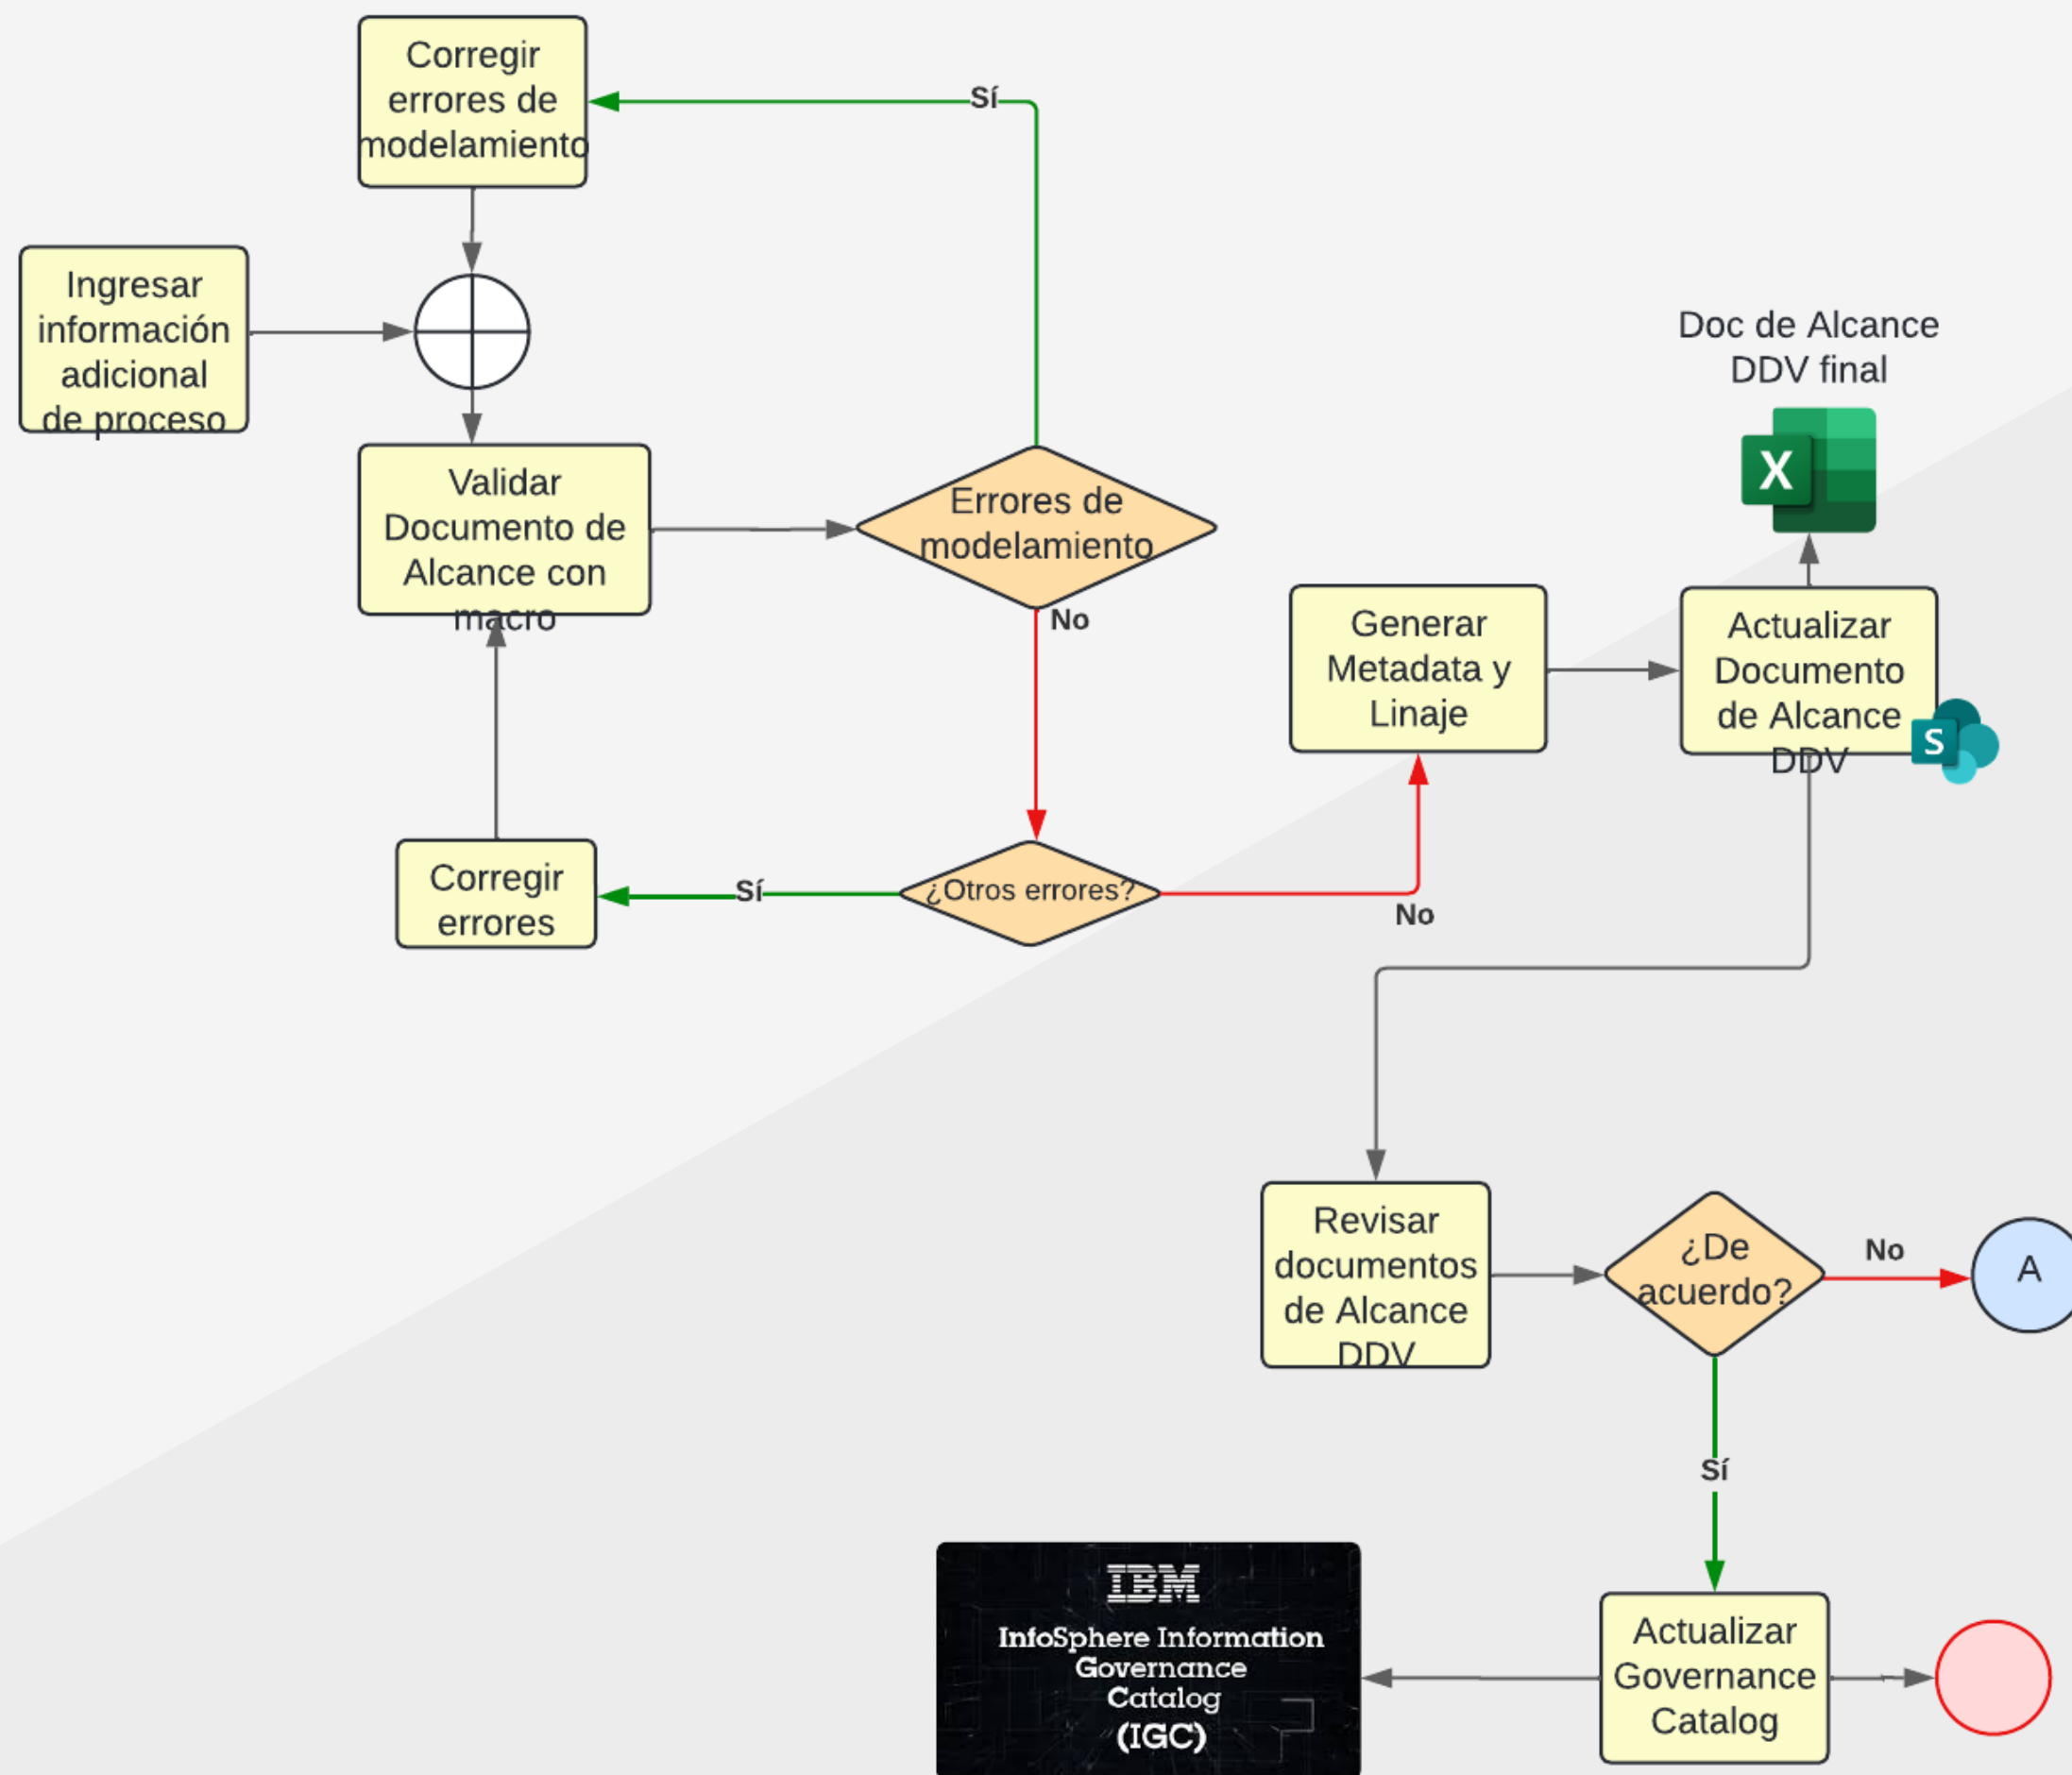 Corregir
errores de
modelamiento
Sí
Ingresar
información
adicional
de proceso
Validar
Documento de
Alcance con
macro
Errores de
modelamiento
No
Doc de Alcance
DDV final
X
Generar
Metadata y
Linaje
Actualizar
Documento
de Alcance
DDV
S
Corregir
errores
Sí
¿Otros errores?
No
Revisar
documentos
de Alcance
DDV
¿De
acuerdo?
No
A
Sí
IBM
InfoSphere Information
Governance
Catalog
(IGC)
Actualizar
Governance
Catalog